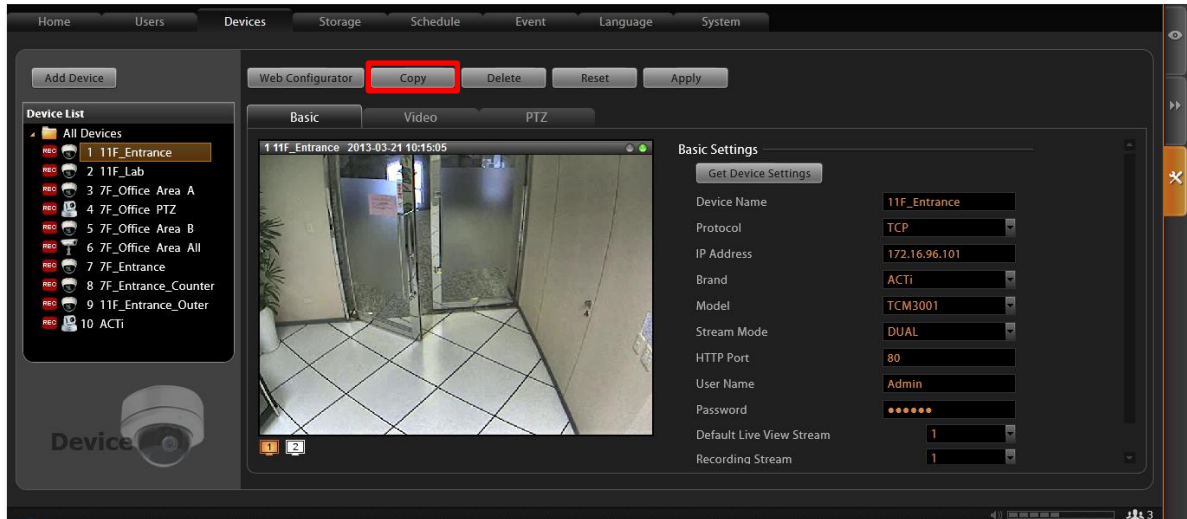 Home Users Devices Storage Schedule Event Language System
Add Device
Web Configurator Copy Delete Reset Apply
Device List
All Devices
REC 1 11F_Entrance
REC 2 11F_Lab
REC 3 7F_Office Area A
REC 4 7F_Office PTZ
REC 5 7F_Office Area B
REC 6 7F_Office Area All
REC 7 7F_Entrance
REC 8 7F_Entrance_Counter
REC 9 11F_Entrance_Outer
REC 10 ACTi
Device
Basic Video PTZ
1 11F_Entrance 2013-03-21 10:15:05
1 2
Basic Settings
Get Device Settings
Device Name 11F_Entrance
Protocol TCP
IP Address 172.16.96.101
Brand ACTi
Model TCM3001
Stream Mode DUAL
HTTP Port 80
User Name Admin
Password ●●●●●●
Default Live View Stream 1
Recording Stream 1
3